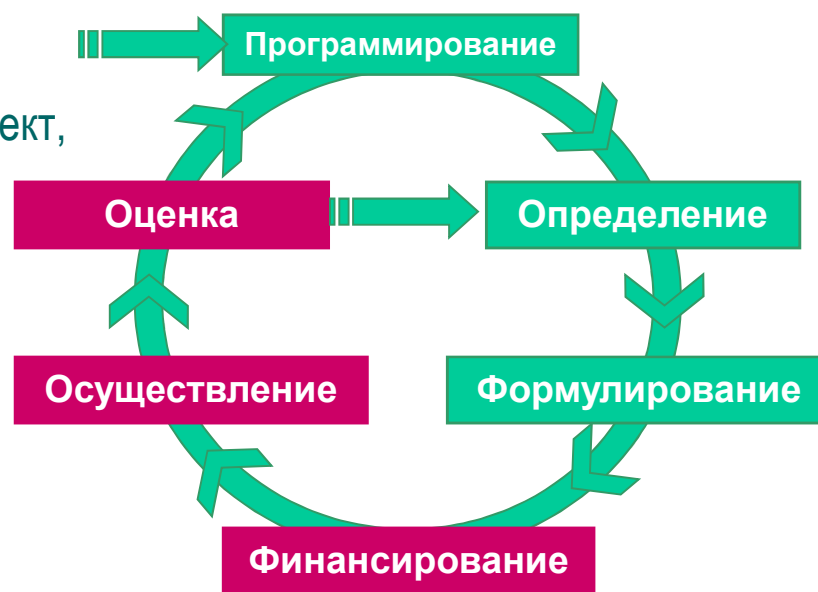 Программирование
ект,
Оценка
Определение
Осуществление
Формулирование
Финансирование